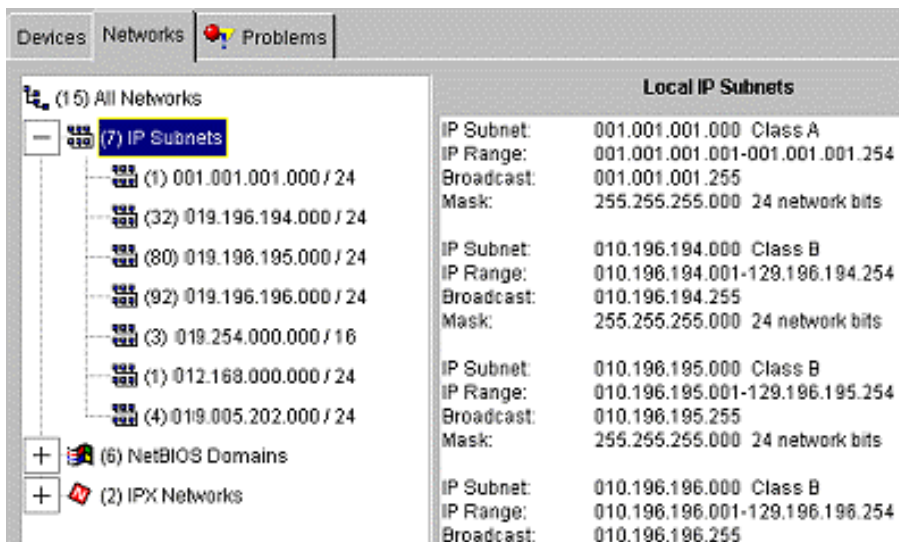 Devices Networks Problems
(15) All Networks
(7) IP Subnets
(1) 001.001.001.000 / 24
(32) 019.196.194.000 / 24
(80) 019.196.195.000 / 24
(92) 019.196.196.000 / 24
(3) 019.254.000.000 / 16
(1) 012.168.000.000 / 24
(4) 019.005.202.000 / 24
(6) NetBIOS Domains
(2) IPX Networks
Local IP Subnets
IP Subnet: 001.001.001.000 Class A
IP Range: 001.001.001.001-001.001.001.254
Broadcast: 001.001.001.255
Mask: 255.255.255.000 24 network bits
IP Subnet: 010.196.194.000 Class B
IP Range: 010.196.194.001-129.196.194.254
Broadcast: 010.196.194.255
Mask: 255.255.255.000 24 network bits
IP Subnet: 010.196.195.000 Class B
IP Range: 010.196.195.001-129.196.195.254
Broadcast: 010.196.195.255
Mask: 255.255.255.000 24 network bits
IP Subnet: 010.196.196.000 Class B
IP Range: 010.196.196.001-129.196.196.254
Broadcast: 010.196.196.255